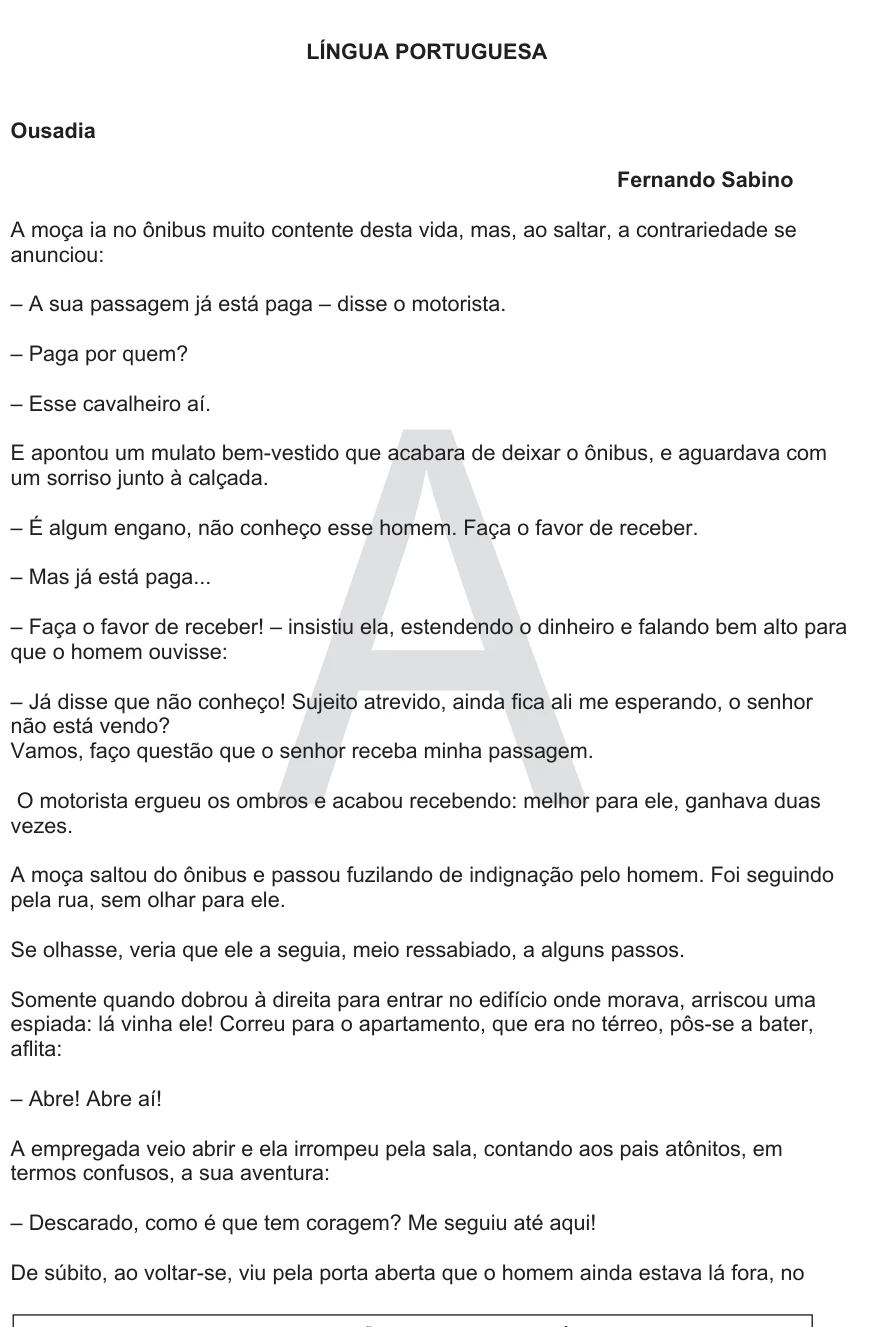 LÍNGUA PORTUGUESA
Ousadia
Fernando Sabino
A moça ia no ônibus muito contente desta vida, mas, ao saltar, a contrariedade se
anunciou:
– A sua passagem já está paga – disse o motorista.
– Paga por quem?
– Esse cavalheiro aí.
E apontou um mulato bem-vestido que acabara de deixar o ônibus, e aguardava com
um sorriso junto à calçada.
– É algum engano, não conheço esse homem. Faça o favor de receber.
– Mas já está paga...
– Faça o favor de receber! – insistiu ela, estendendo o dinheiro e falando bem alto para
que o homem ouvisse:
– Já disse que não conheço! Sujeito atrevido, ainda fica ali me esperando, o senhor
não está vendo?
Vamos, faço questão que o senhor receba minha passagem.
O motorista ergueu os ombros e acabou recebendo: melhor para ele, ganhava duas
vezes.
A moça saltou do ônibus e passou fuzilando de indignação pelo homem. Foi seguindo
pela rua, sem olhar para ele.
Se olhasse, veria que ele a seguia, meio ressabiado, a alguns passos.
Somente quando dobrou à direita para entrar no edifício onde morava, arriscou uma
espiada: lá vinha ele! Correu para o apartamento, que era no térreo, pôs-se a bater,
aflita:
– Abre! Abre aí!
A empregada veio abrir e ela irrompeu pela sala, contando aos pais atônitos, em
termos confusos, a sua aventura:
– Descarado, como é que tem coragem? Me seguiu até aqui!
De súbito, ao voltar-se, viu pela porta aberta que o homem ainda estava lá fora, no
A